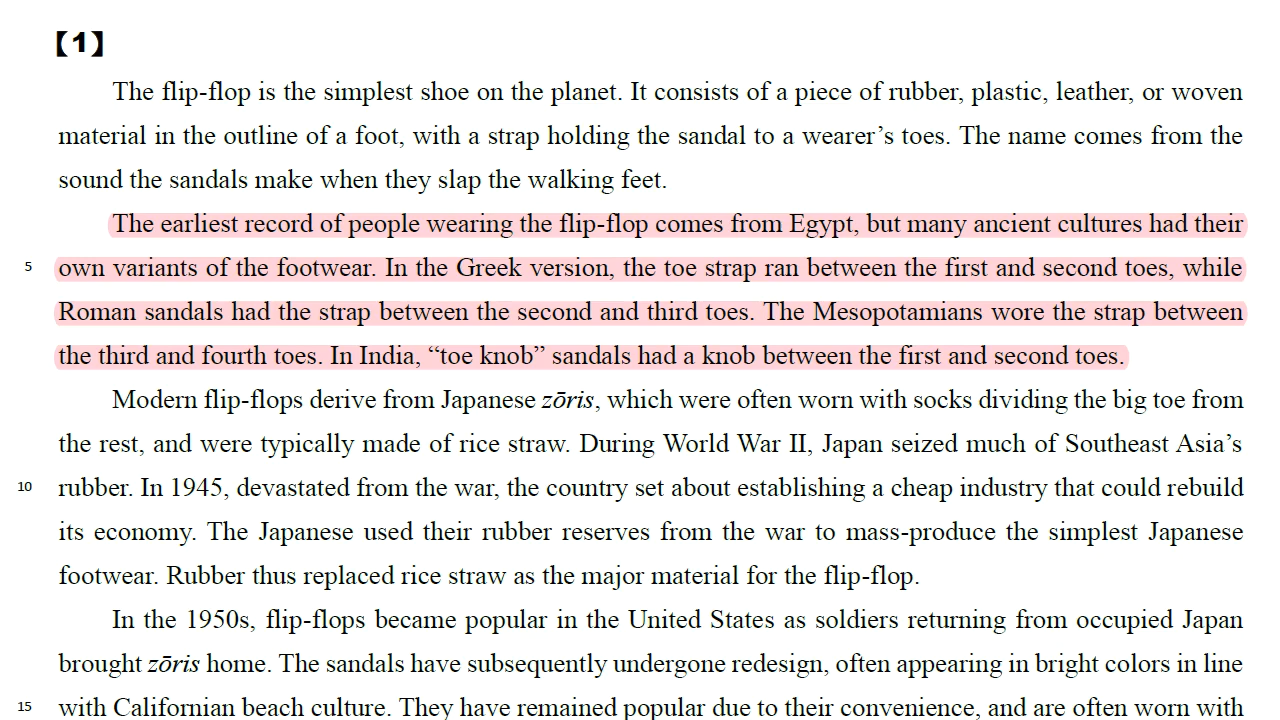 【1】
The flip-flop is the simplest shoe on the planet. It consists of a piece of rubber, plastic, leather, or woven
material in the outline of a foot, with a strap holding the sandal to a wearer’s toes. The name comes from the
sound the sandals make when they slap the walking feet.
The earliest record of people wearing the flip-flop comes from Egypt, but many ancient cultures had their
5 own variants of the footwear. In the Greek version, the toe strap ran between the first and second toes, while
Roman sandals had the strap between the second and third toes. The Mesopotamians wore the strap between
the third and fourth toes. In India, “toe knob” sandals had a knob between the first and second toes.
Modern flip-flops derive from Japanese zōris, which were often worn with socks dividing the big toe from
the rest, and were typically made of rice straw. During World War II, Japan seized much of Southeast Asia’s
10 rubber. In 1945, devastated from the war, the country set about establishing a cheap industry that could rebuild
its economy. The Japanese used their rubber reserves from the war to mass-produce the simplest Japanese
footwear. Rubber thus replaced rice straw as the major material for the flip-flop.
In the 1950s, flip-flops became popular in the United States as soldiers returning from occupied Japan
brought zōris home. The sandals have subsequently undergone redesign, often appearing in bright colors in line
15 with Californian beach culture. They have remained popular due to their convenience, and are often worn with